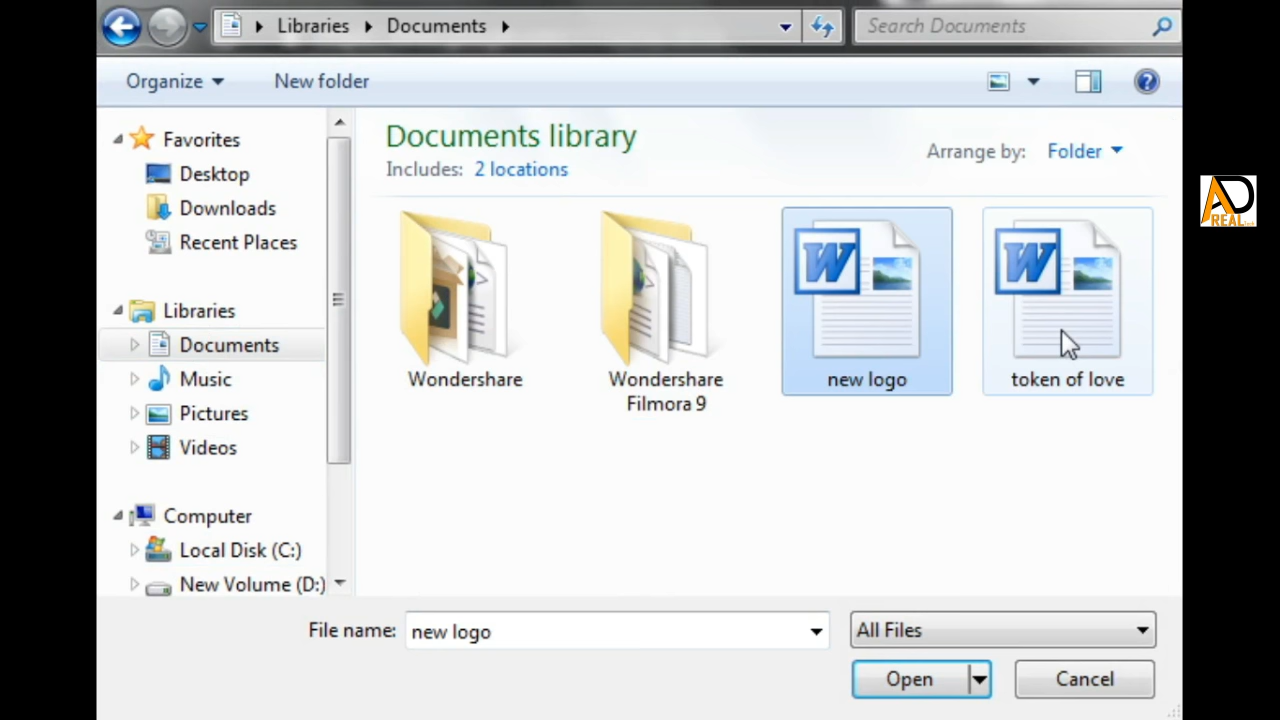 Libraries Documents
Search Documents
Organize New folder
Favorites
Desktop
Downloads
Recent Places
Libraries
Documents
Music
Pictures
Videos
Computer
Local Disk (C:)
New Volume (D:)
Documents library
Includes: 2 locations
Arrange by: Folder
Wondershare
Wondershare
Filmora 9
new logo
token of love
File name: new logo
All Files
Open Cancel
AD
REAL